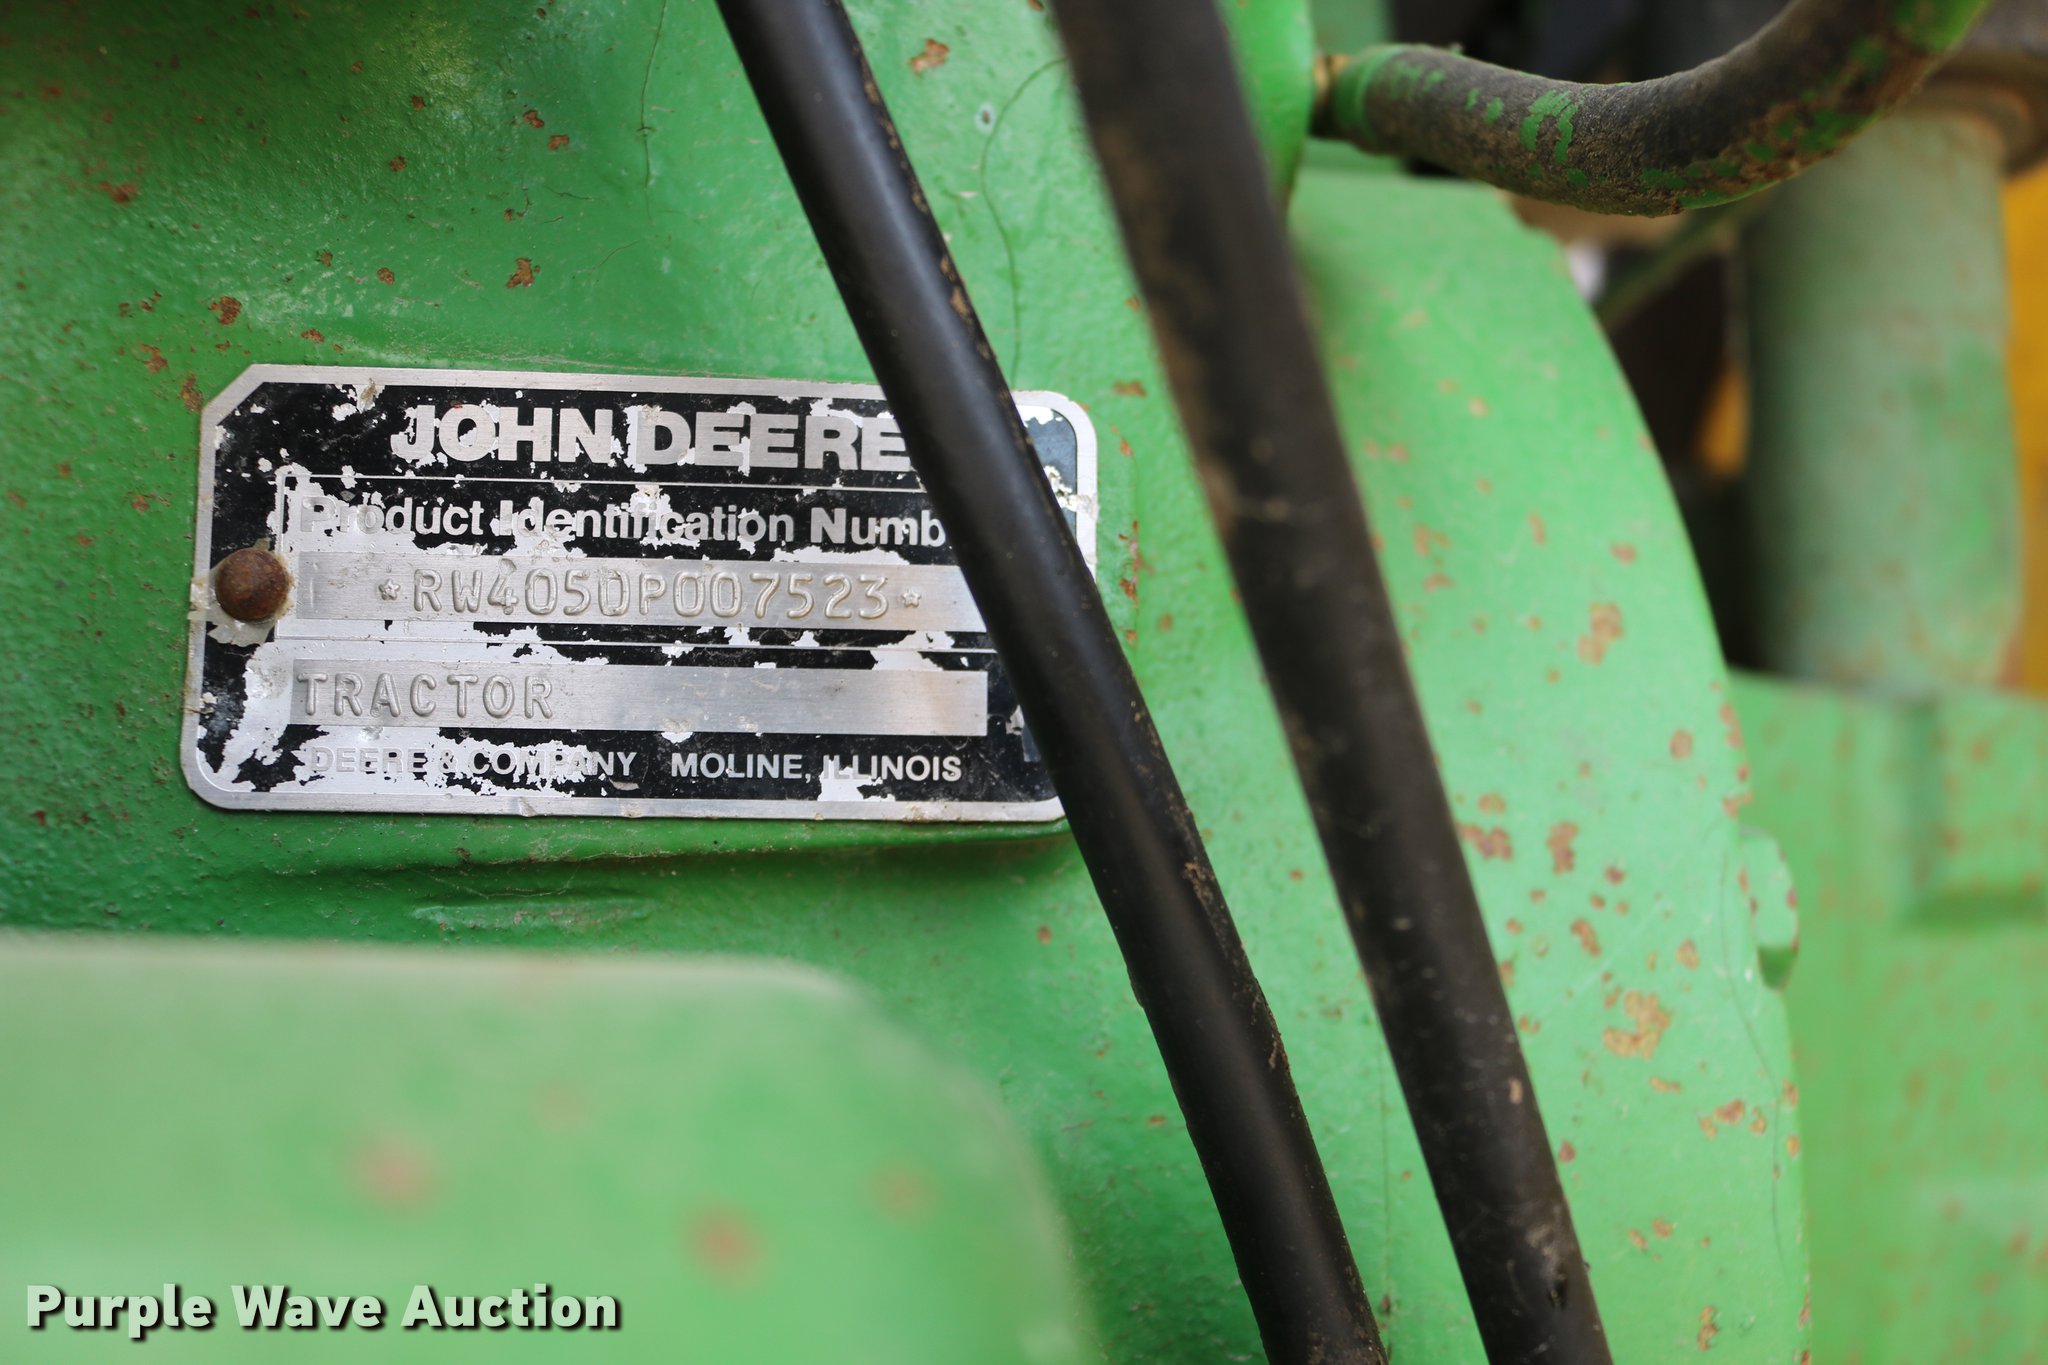 JOHN DEERE
Product Identification Numb
*RW4050P007523*
TRACTOR
DEERE & COMPANY MOLINE, ILLINOIS
Purple Wave Auction